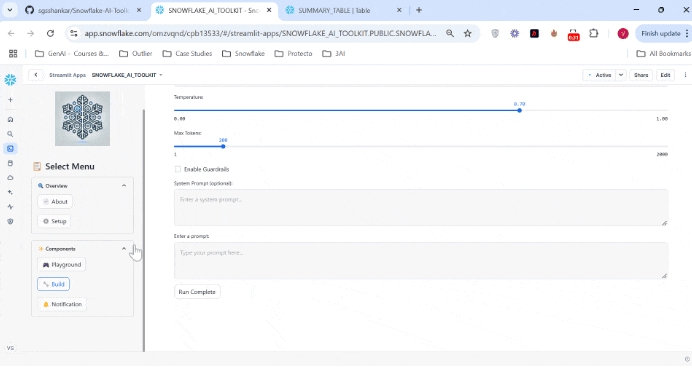 sgsshankar/Snowflake-AI-Toolk
SNOWFLAKE_AI_TOOLKIT - Sno
SUMMARY_TABLE | Table
app.snowflake.com/omzvqnd/cpb13533/#/streamlit-apps/SNOWFLAKE_AI_TOOLKIT.PUBLIC.SNOWFLA...
Finish update
GenAI - Courses &...
Outlier
Case Studies
Snowflake
Protecto
3AI
All Bookmarks
Streamlit Apps
SNOWFLAKE_AI_TOOLKIT
Active
Share
Edit
Select Menu
Overview
About
Setup
Components
Playground
Build
Notification
VG
Temperature:
0.70
0.00
1.00
Max Tokens:
200
1
2000
Enable Guardrails
System Prompt (optional):
Enter a system prompt...
Enter a prompt:
Type your prompt here...
Run Complete